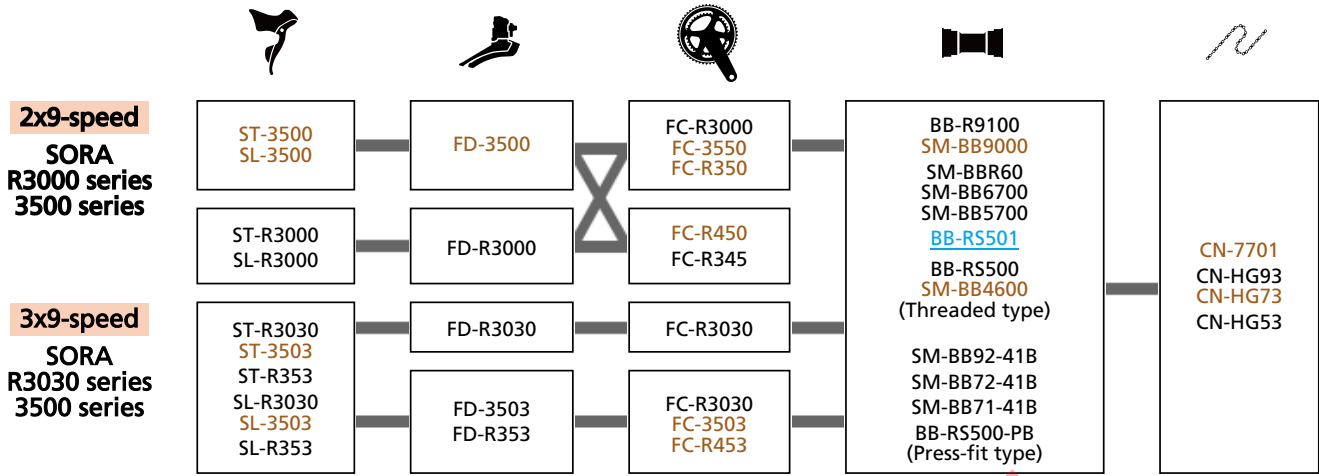 2x9-speed
SORA
R3000 series
3500 series
ST-3500
SL-3500
FD-3500
FC-R3000
FC-3550
FC-R350
ST-R3000
SL-R3000
FD-R3000
FC-R450
FC-R345
3x9-speed
SORA
R3030 series
3500 series
ST-R3030
ST-3503
ST-R353
SL-R3030
SL-3503
SL-R353
FD-R3030
FC-R3030
FD-3503
FD-R353
FC-R3030
FC-3503
FC-R453
BB-R9100
SM-BB9000
SM-BBR60
SM-BB6700
SM-BB5700
BB-RS501
BB-RS500
SM-BB4600
(Threaded type)
SM-BB92-41B
SM-BB72-41B
SM-BB71-41B
BB-RS500-PB
(Press-fit type)
CN-7701
CN-HG93
CN-HG73
CN-HG53